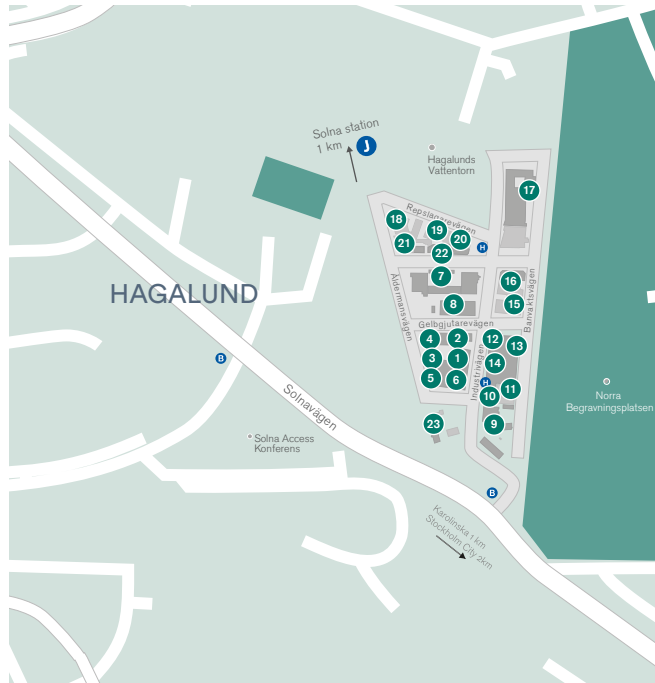 Solna station
1 km
J
Hagalunds
Vattentorn
17
Repslagarevägen
18
19
20
21
22
H
7
16
8
15
HAGALUND
Åldermansvägen
Banvaktsvägen
Gelbgjutarevägen
4
2
12
13
3
1
14
B
5
6
H
Industrivägen
10
11
Norra
Begravningsplatsen
Solnavägen
23
9
Solna Access
Konferens
B
Karolinska 1 km
Stockholm City 2km